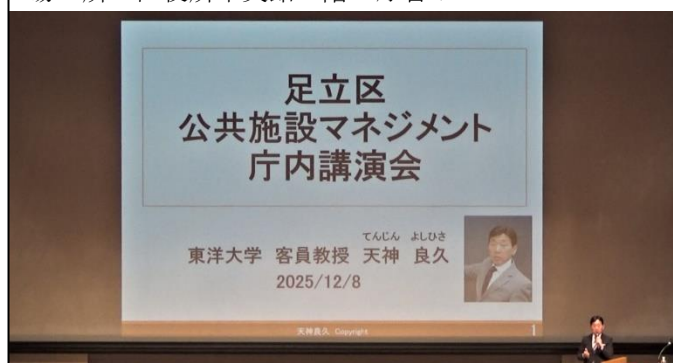 足立区
公共施設マネジメント
庁内講演会
てんじん よしひさ
東洋大学 客員教授 天神 良久
2025/12/8
天神良久 Copyright
1